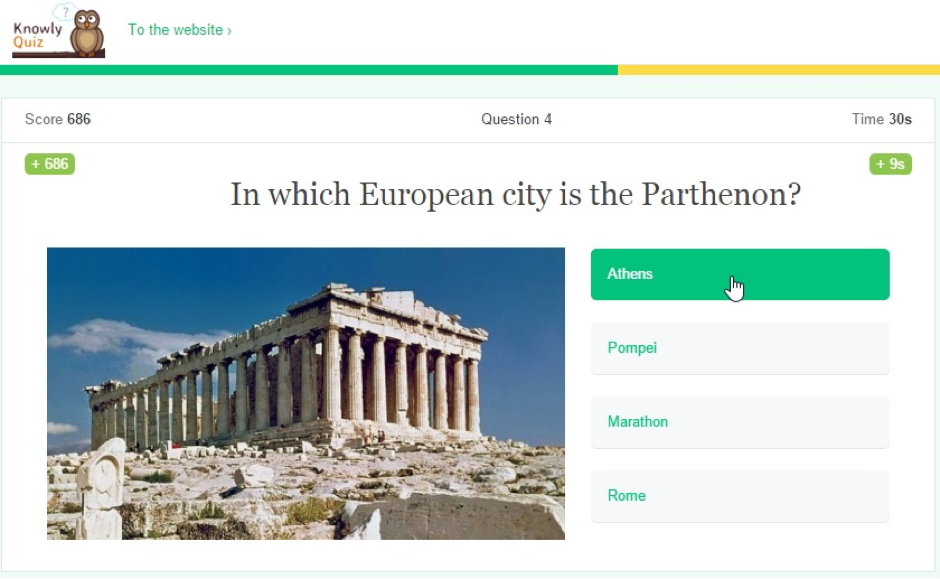 ?
Knowly
Quiz
To the website ›
Score 686
Question 4
Time 30s
+ 686
+ 9s
In which European city is the Parthenon?
Athens
Pompei
Marathon
Rome